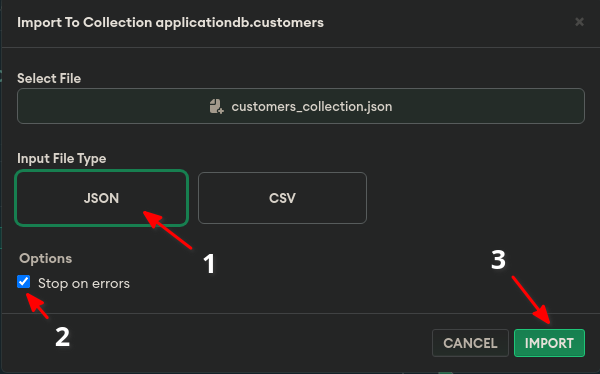 Import To Collection applicationdb.customers
×
Select File
customers_collection.json
Input File Type
JSON
CSV
1
Options
Stop on errors
2
3
CANCEL
IMPORT